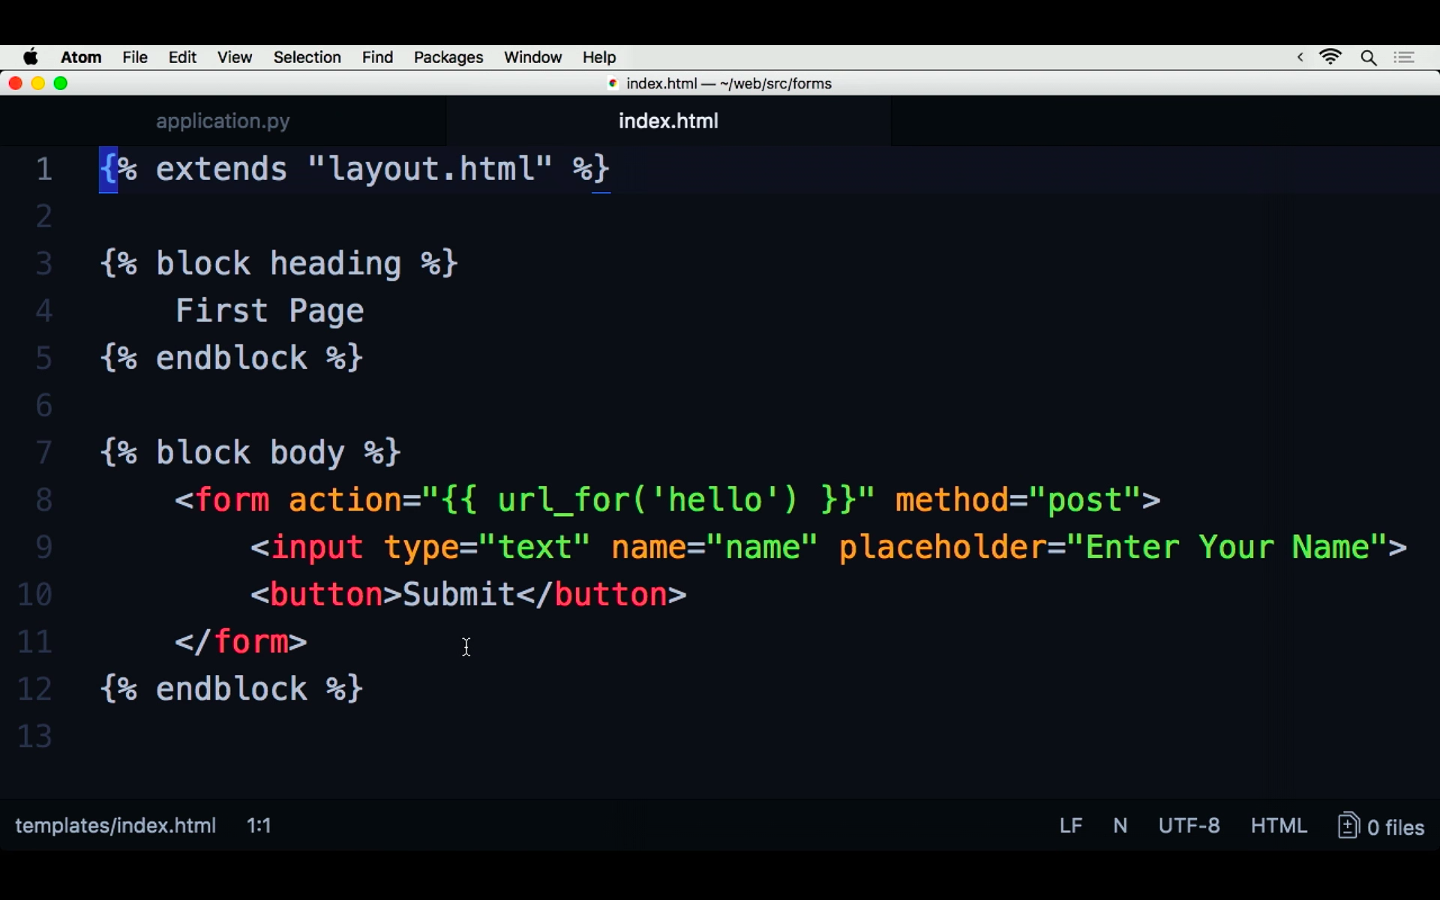 Atom File Edit View Selection Find Packages Window Help
index.html — ~/web/src/forms
application.py index.html
1 {% extends "layout.html" %}
2
3 {% block heading %}
4 First Page
5 {% endblock %}
6
7 {% block body %}
8 <form action="{{ url_for('hello') }}" method="post">
9 <input type="text" name="name" placeholder="Enter Your Name">
10 <button>Submit</button>
11 </form>
12 {% endblock %}
13
templates/index.html 1:1 LF N UTF-8 HTML 0 files